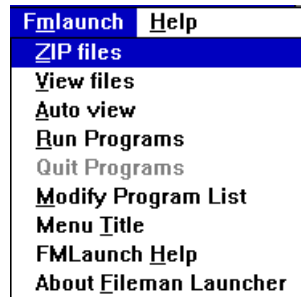 Fmlaunch Help
ZIP files
View files
Auto view
Run Programs
Quit Programs
Modify Program List
Menu Title
FMLaunch Help
About Fileman Launcher